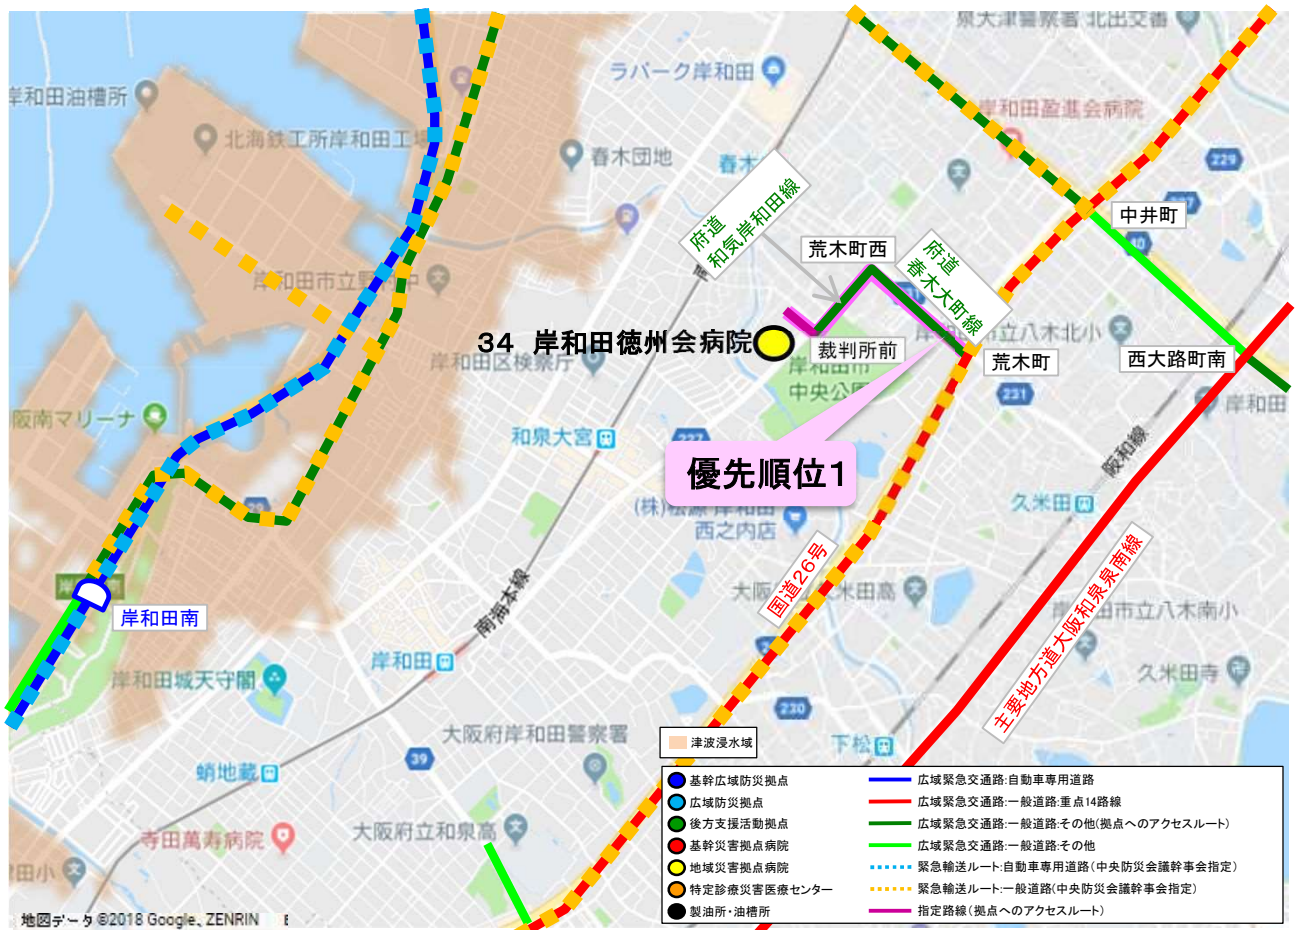 泉大津警察署 北出交番
ラパーク岸和田
岸和田油槽所
岸和田盈進会病院
北海鉄工所岸和田工場
春木団地
春木
229
府道
和気岸和田線
中井町
40
荒木町西
府道
春木大町線
岸和田市立野村中
34 岸和田徳州会病院
裁判所前
荒木町
西大路町南
岸和田区検察庁
岸和田市
中央公園
231
岸和田
阪南マリーナ
和泉大宮
227
優先順位1
阪和線
久米田
(株)松源 岸和田
西之内店
国道26号
29
岸和田南
南海本線
主要地方道大阪和泉泉南線
岸和田市立八木南小
久米田寺
岸和田
岸和田城天守閣
230
大阪府岸和田警察署
下松
津波浸水域
39
蛸地蔵
寺田萬寿病院
大阪府立和泉高
基幹広域防災拠点
広域防災拠点
後方支援活動拠点
基幹災害拠点病院
地域災害拠点病院
特定診療災害医療センター
製油所・油槽所
広域緊急交通路:自動車専用道路
広域緊急交通路:一般道路:重点14路線
広域緊急交通路:一般道路:その他(拠点へのアクセスルート)
広域緊急交通路:一般道路:その他
緊急輸送ルート:自動車専用道路(中央防災会議幹事会指定)
緊急輸送ルート:一般道路(中央防災会議幹事会指定)
指定路線(拠点へのアクセスルート)
地図データ ©2018 Google、ZENRIN